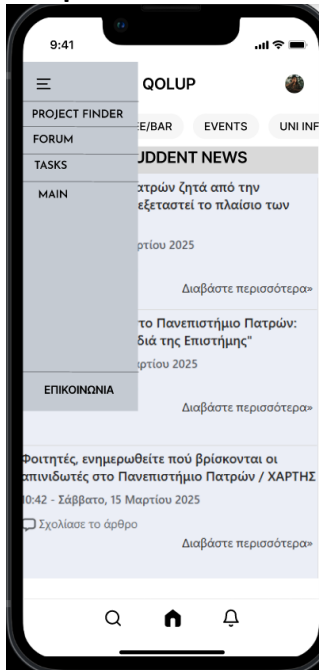 9:41
QOLUP
PROJECT FINDER
FORUM
TASKS
MAIN
ΕΠΙΚΟΙΝΩΝΙΑ
E/BAR EVENTS UNI INF
UDDENT NEWS
ατρών ζητά από την
εξεταστεί το πλαίσιο των
ρτίου 2025
Διαβάστε περισσότερα»
το Πανεπιστήμιο Πατρών:
διά της Επιστήμης"
αρτίου 2025
Διαβάστε περισσότερα»
Φοιτητές, ενημερωθείτε πού βρίσκονται οι
απινιδωτές στο Πανεπιστήμιο Πατρών / ΧΑΡΤΗΣ
10:42 - Σάββατο, 15 Μαρτίου 2025
Σχολίασε το άρθρο
Διαβάστε περισσότερα»